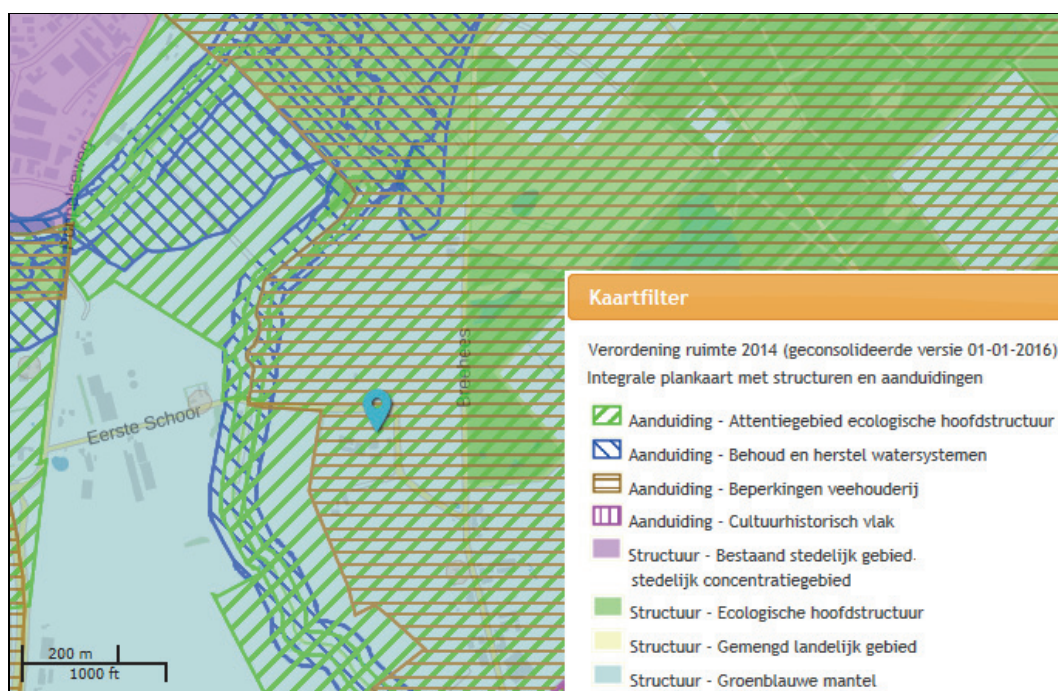 Kaartfilter
Verordening ruimte 2014 (geconsolideerde versie 01-01-2016)
Integrale plankaart met structuren en aanduidingen
Aanduiding - Attentiegebied ecologische hoofdstructuur
Aanduiding - Behoud en herstel watersystemen
Aanduiding - Beperkingen veehouderij
Aanduiding - Cultuurhistorisch vlak
Structuur - Bestaand stedelijk gebied.
stedelijk concentratiegebied
Structuur - Ecologische hoofdstructuur
Structuur - Gemengd landelijk gebied
Structuur - Groenblauwe mantel
Eerste Schoor
Breehees
200 m
1000 ft